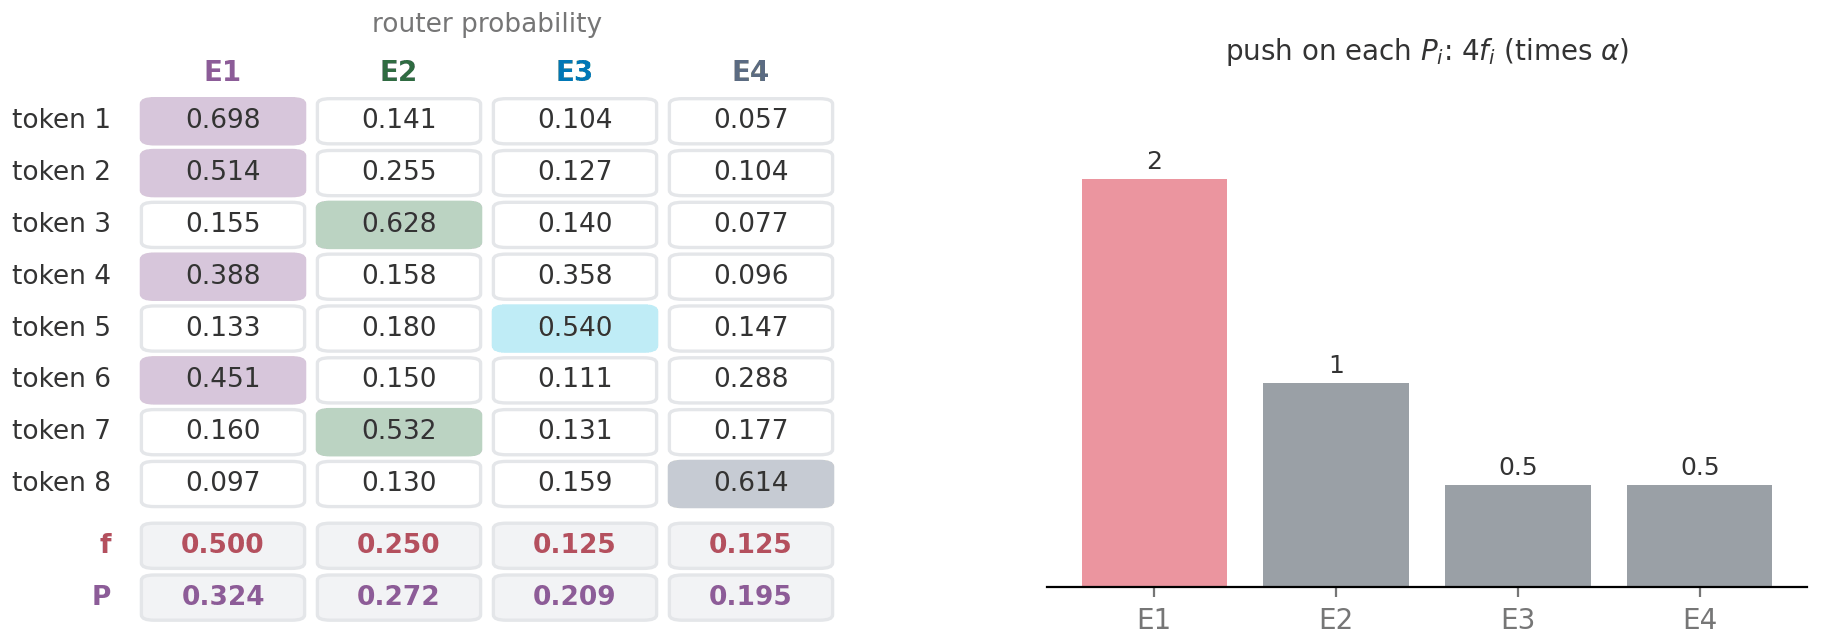 router probability
E1 E2 E3 E4
token 1 0.698 0.141 0.104 0.057
token 2 0.514 0.255 0.127 0.104
token 3 0.155 0.628 0.140 0.077
token 4 0.388 0.158 0.358 0.096
token 5 0.133 0.180 0.540 0.147
token 6 0.451 0.150 0.111 0.288
token 7 0.160 0.532 0.131 0.177
token 8 0.097 0.130 0.159 0.614
f 0.500 0.250 0.125 0.125
P 0.324 0.272 0.209 0.195
push on each $P_i$: $4f_i$ (times $\alpha$)
2
1
0.5
0.5
E1 E2 E3 E4